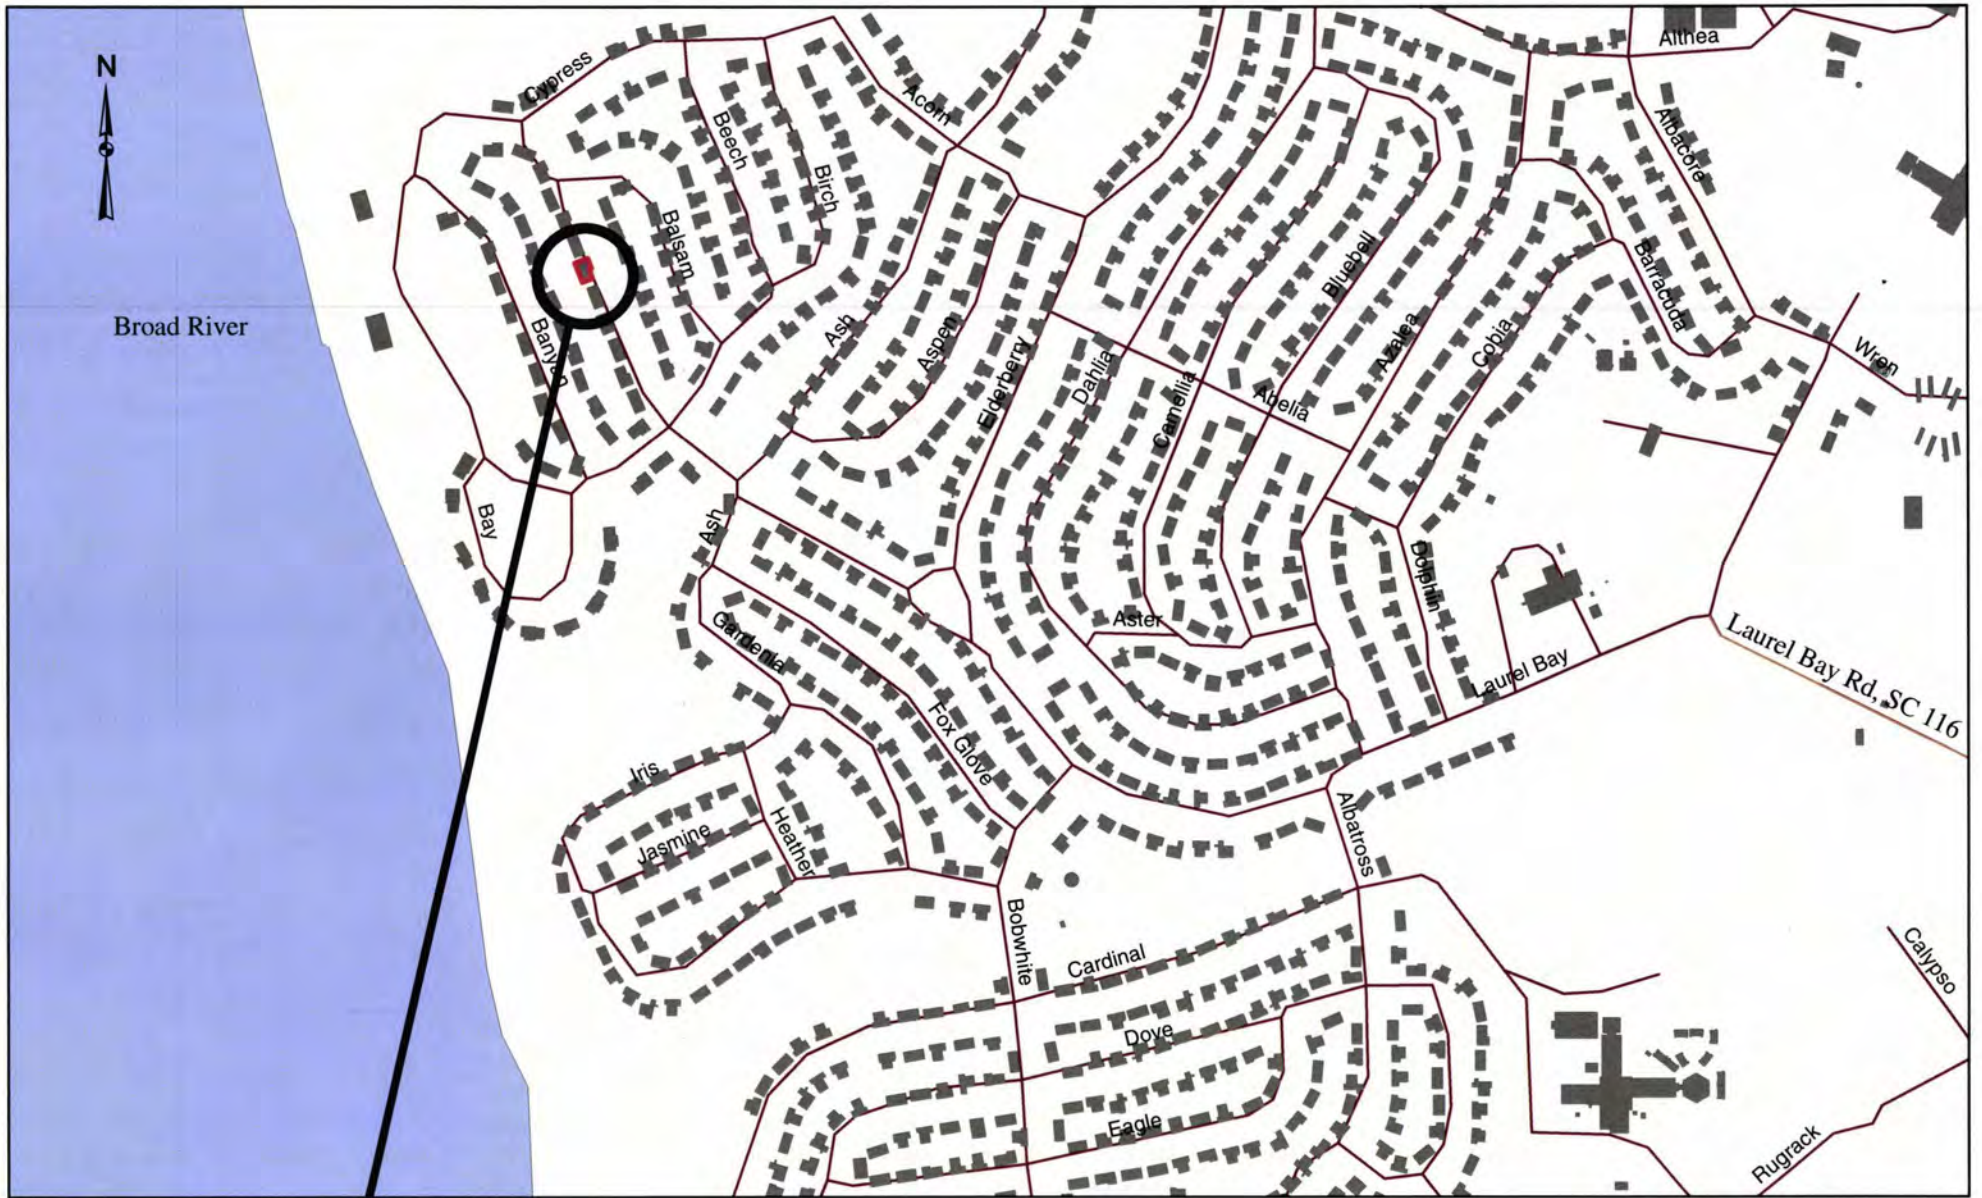 N
Althea
Cypress
Acorn
Albacore
Beech
Birch
Balsam
Bluebell
Barracuda
Broad River
Banyan
Ash
Aspen
Elderberry
Dahlia
Azalea
Cobia
Wren
Camellia
Abelia
Bay
Ash
Dolphin
Aster
Gardenia
Laurel Bay
Laurel Bay Rd, SC 116
Fox Glove
Iris
Jasmine
Heather
Albatross
Bobwhite
Cardinal
Calypso
Dove
Eagle
Rugrack